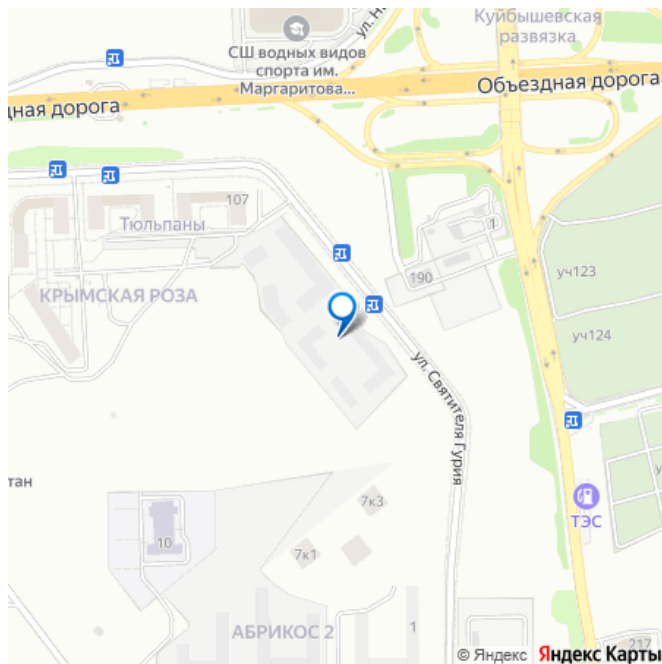 Куйбышевская
развязка
ул. Н
СШ водных видов
спорта им.
Маргаритова...
Объездная дорога
дная дорога
107
Тюльпаны
190
1
уч123
КРЫМСКАЯ РОЗА
уч124
ул. Святителя Гурия
тан
7к3
ТЭС
10
7к1
АБРИКОС 2
1
217
© Яндекс Яндекс Карты